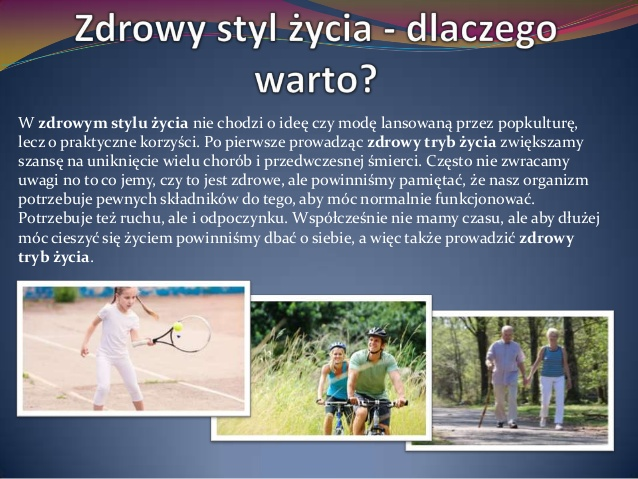 Zdrowy styl życia - dlaczego
warto?
W zdrowym stylu życia nie chodzi o ideę czy modę lansowaną przez popkulturę,
lecz o praktyczne korzyści. Po pierwsze prowadząc zdrowy tryb życia zwiększamy
szansę na uniknięcie wielu chorób i przedwczesnej śmierci. Często nie zwracamy
uwagi no to co jemy, czy to jest zdrowe, ale powinniśmy pamiętać, że nasz organizm
potrzebuje pewnych składników do tego, aby móc normalnie funkcjonować.
Potrzebuje też ruchu, ale i odpoczynku. Współcześnie nie mamy czasu, ale aby dłużej
móc cieszyć się życiem powinniśmy dbać o siebie, a więc także prowadzić zdrowy
tryb życia.